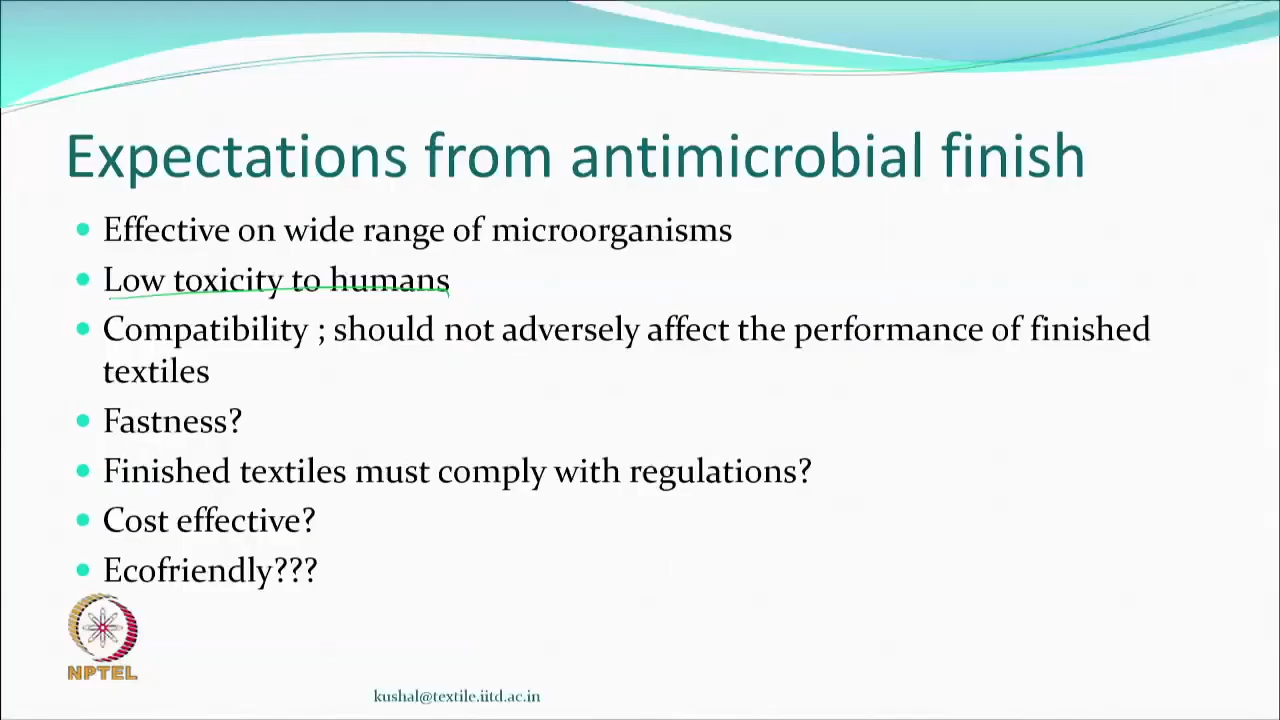 Expectations from antimicrobial finish
Effective on wide range of microorganisms
Low toxicity to humans
Compatibility ; should not adversely affect the performance of finished
textiles
Fastness?
Finished textiles must comply with regulations?
Cost effective?
Ecofriendly???
NPTEL
kushal@textile.iitd.ac.in